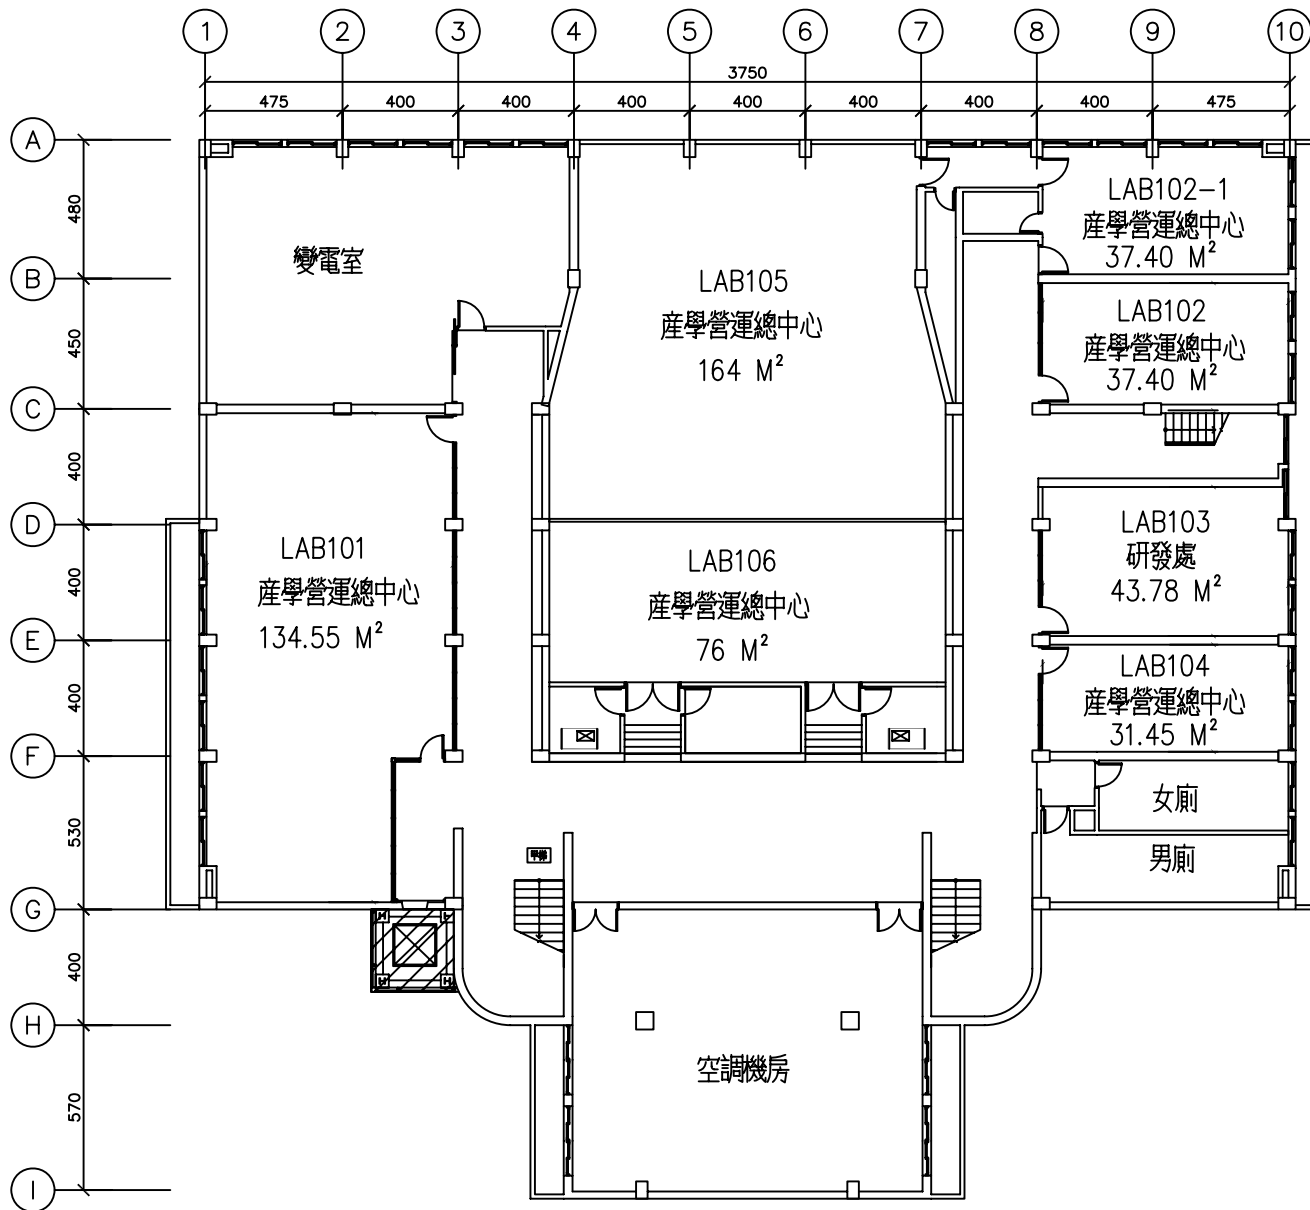 1 2 3 4 5 6 7 8 9 10
3750
475 400 400 400 400 400 400 400 475
A
480
B
450
C
400
D
400
E
400
F
530
G
400
H
570
I
變電室
LAB105
產學營運總中心
164 M²
LAB102-1
產學營運總中心
37.40 M²
LAB102
產學營運總中心
37.40 M²
LAB101
產學營運總中心
134.55 M²
LAB106
產學營運總中心
76 M²
LAB103
研發處
43.78 M²
LAB104
產學營運總中心
31.45 M²
女廁
男廁
空調機房
H H
H H